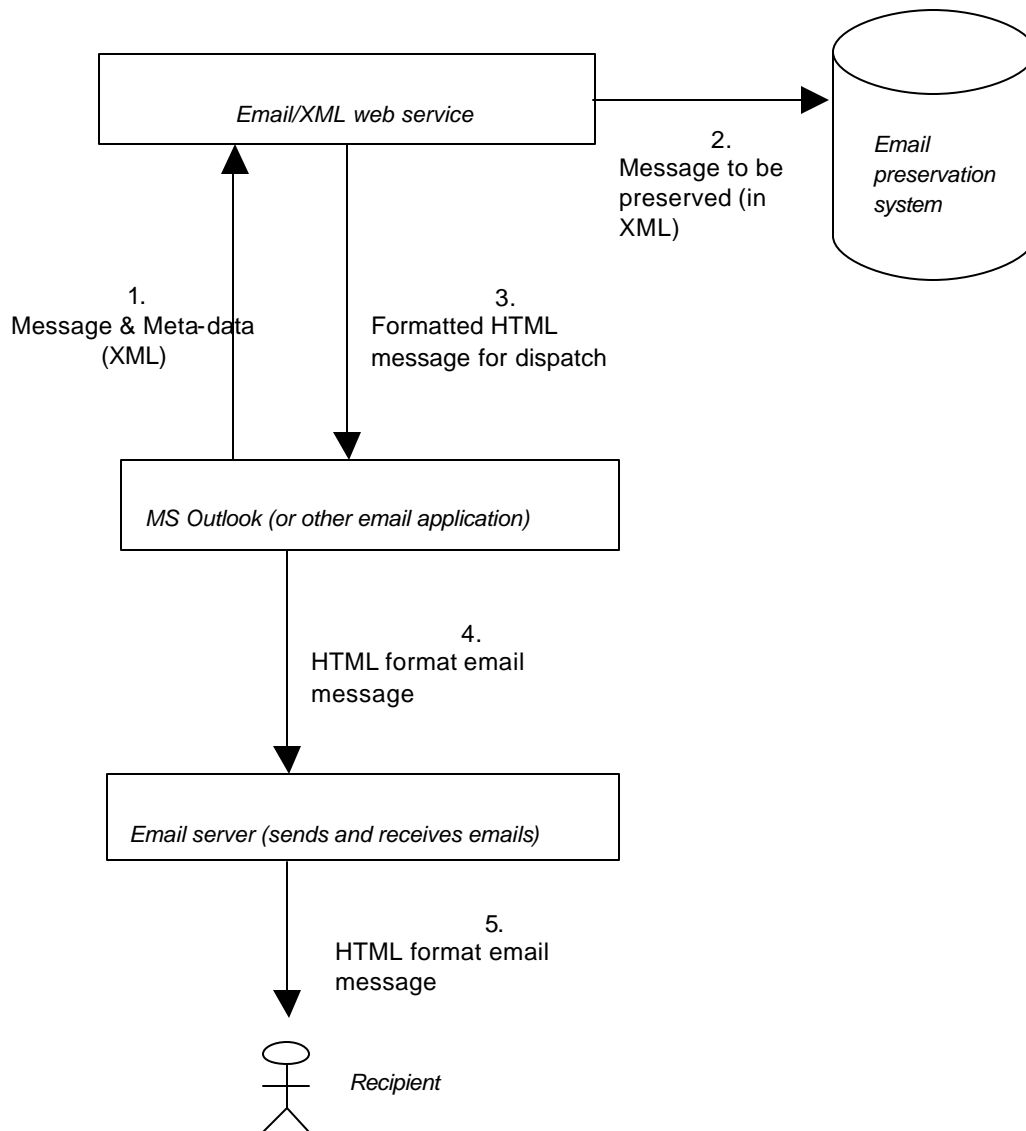 Email/XML web service
2.
Message to be
preserved (in
XML)
Email
preservation
system
1.
Message & Meta-data
(XML)
3.
Formatted HTML
message for dispatch
MS Outlook (or other email application)
4.
HTML format email
message
Email server (sends and receives emails)
5.
HTML format email
message
Recipient